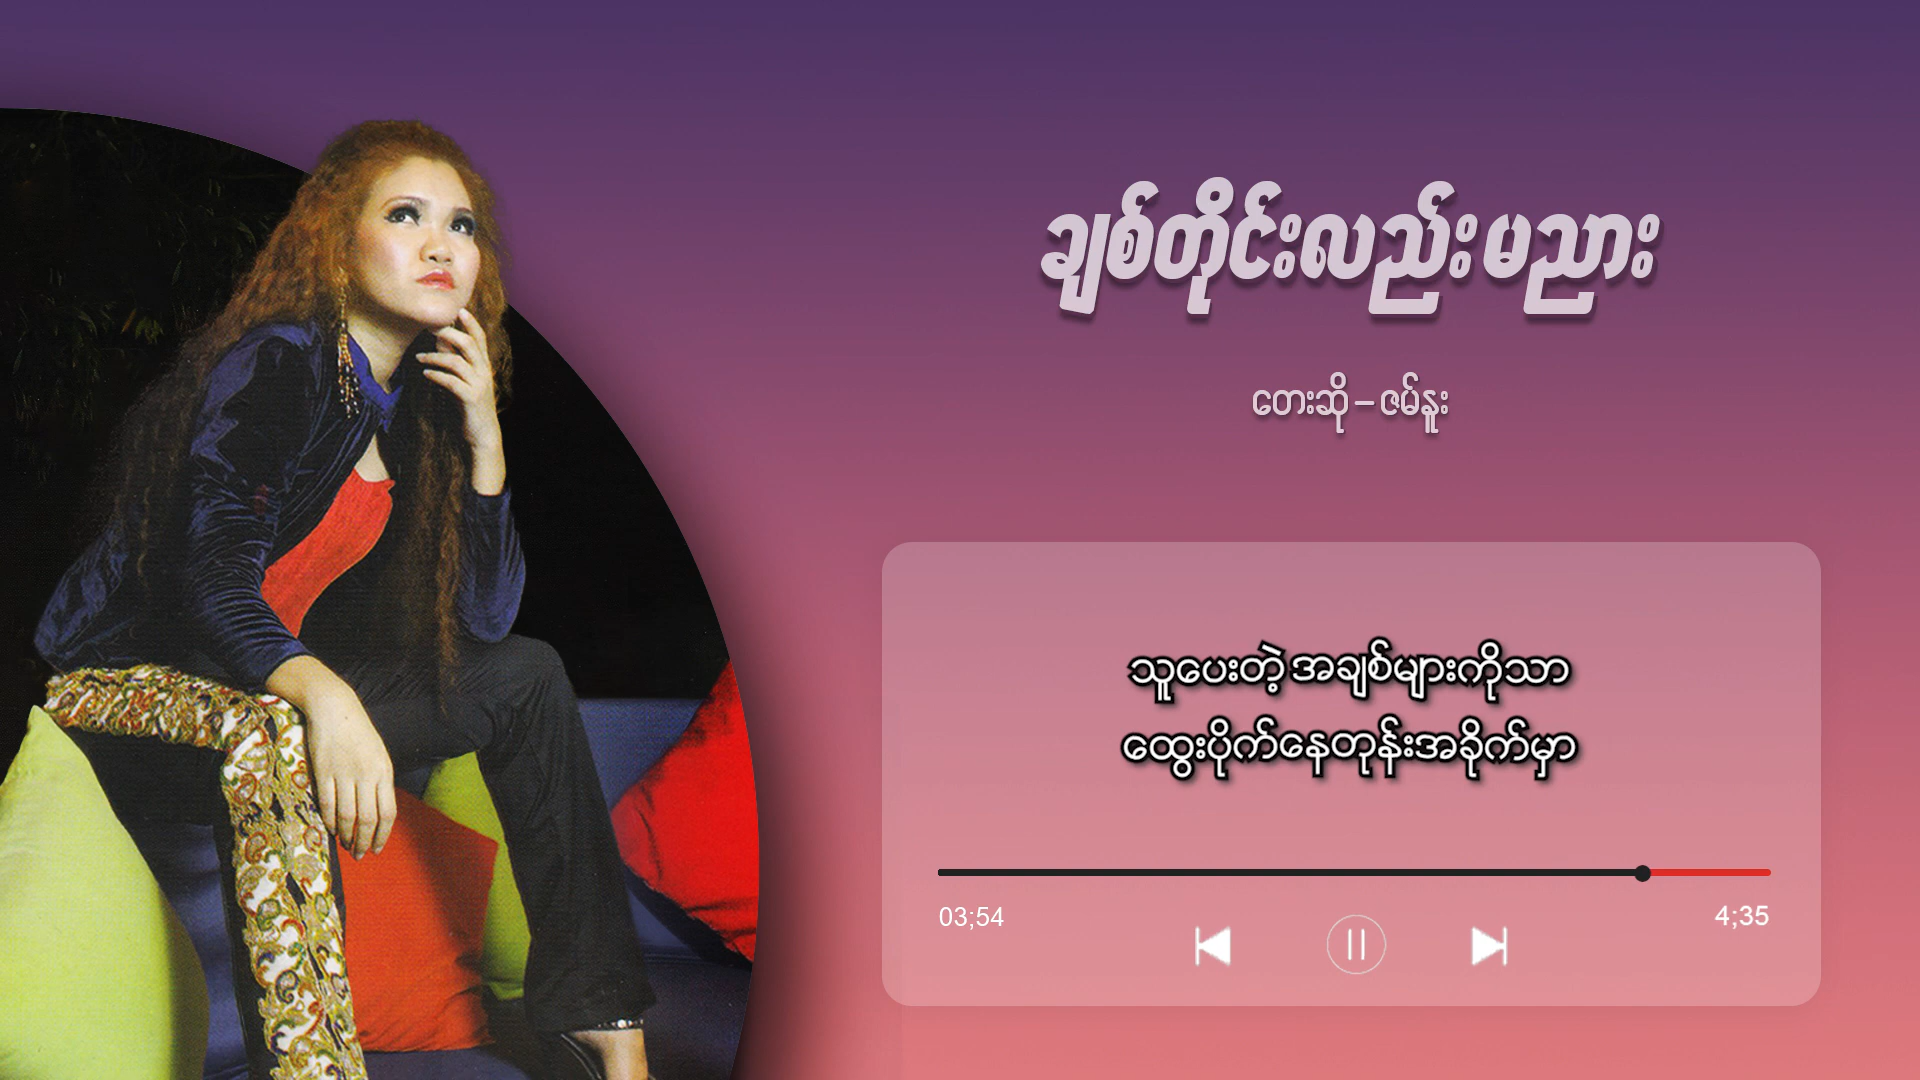 ချစ်တိုင်းလည်းမညား
တေးဆို – ဇမ်နူး
သူပေးတဲ့ အချစ်များကိုသာ
ထွေးပိုက်နေတုန်းအခိုက်မှာ
03;54
4;35